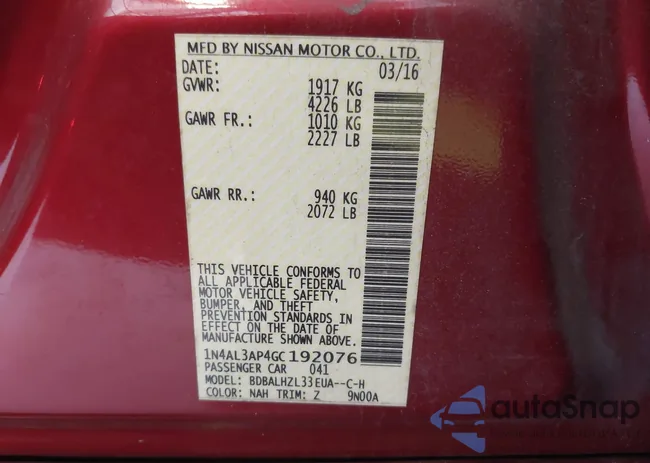 MFD BY NISSAN MOTOR CO., LTD.
DATE: 03/16
GVWR: 1917 KG
4226 LB
GAWR FR.: 1010 KG
2227 LB
GAWR RR.: 940 KG
2072 LB
THIS VEHICLE CONFORMS TO
ALL APPLICABLE FEDERAL
MOTOR VEHICLE SAFETY,
BUMPER, AND THEFT
PREVENTION STANDARDS IN
EFFECT ON THE DATE OF
MANUFACTURE SHOWN ABOVE.
1N4AL3AP4GC192076
PASSENGER CAR 041
MODEL: BDBALHZL33EUA--C-H
COLOR: NAH TRIM: Z 9N00A
autoSnap